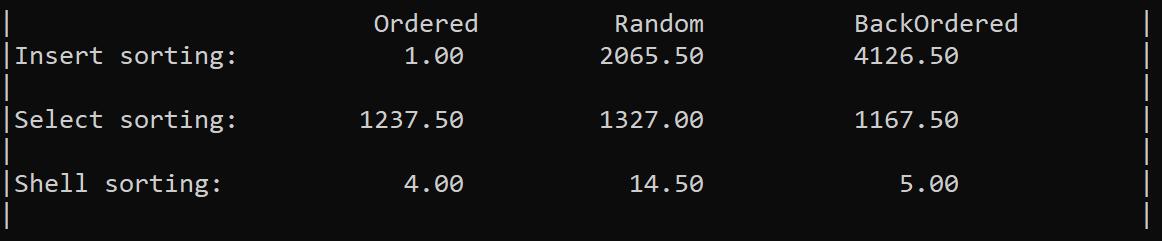 |                        Ordered         Random          BackOrdered        |
|Insert sorting:           1.00         2065.50          4126.50            |
|                                                                           |
|Select sorting:        1237.50         1327.00          1167.50            |
|                                                                           |
|Shell sorting:            4.00           14.50             5.00            |
|                                                                           |